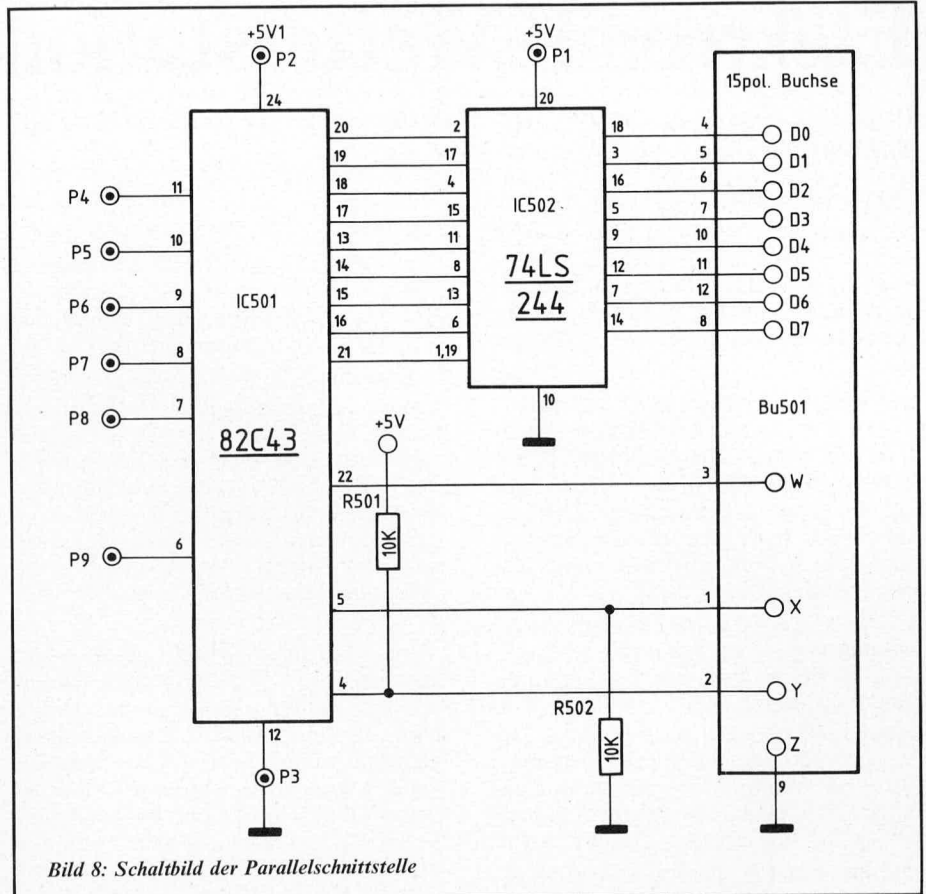 +5V1
P2
24
+5V
P1
20
15pol. Buchse
20 2
18 4 D0
19 17
3 5 D1
P4 11
18 4
16 6 D2
17 15
IC502
5 7 D3
P5 10
13 11
9 10 D4
14 8
74LS
244
12 11 D5
P6 9
IC501
15 13
7 12 D6
16 6
14 8 D7
P7 8
21 1,19
10
P8 7
82C43
+5V
Bu501
22 3 W
R501
10K
P9 6
5 1 X
4 2 Y
R502
10K
12
P3
Z
9
Bild 8: Schaltbild der Parallelschnittstelle